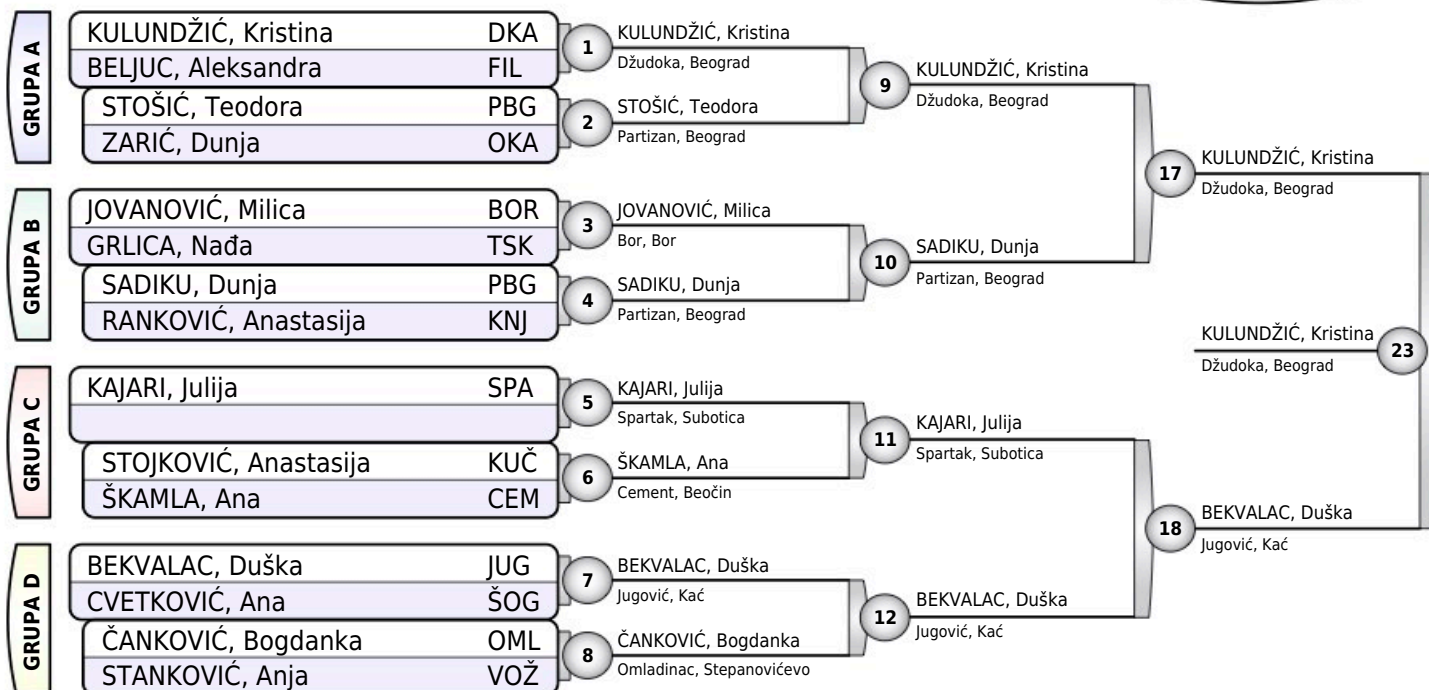 GRUPA A
KULUNDŽIĆ, Kristina DKA
BELJUC, Aleksandra FIL
STOŠIĆ, Teodora PBG
ZARIĆ, Dunja OKA
GRUPA B
JOVANOVIĆ, Milica BOR
GRLICA, Nađa TSK
SADIKU, Dunja PBG
RANKOVIĆ, Anastasija KNJ
GRUPA C
KAJARI, Julija SPA
STOJKOVIĆ, Anastasija KUČ
ŠKAMLA, Ana CEM
GRUPA D
BEKVALAC, Duška JUG
CVETKOVIĆ, Ana ŠOG
ČANKOVIĆ, Bogdanka OML
STANKOVIĆ, Anja VOŽ
1 KULUNDŽIĆ, Kristina
Džudoka, Beograd
2 STOŠIĆ, Teodora
Partizan, Beograd
3 JOVANOVIĆ, Milica
Bor, Bor
4 SADIKU, Dunja
Partizan, Beograd
5 KAJARI, Julija
Spartak, Subotica
6 ŠKAMLA, Ana
Cement, Beočin
7 BEKVALAC, Duška
Jugović, Kać
8 ČANKOVIĆ, Bogdanka
Omladinac, Stepanovićevo
9 KULUNDŽIĆ, Kristina
Džudoka, Beograd
10 SADIKU, Dunja
Partizan, Beograd
11 KAJARI, Julija
Spartak, Subotica
12 BEKVALAC, Duška
Jugović, Kać
17 KULUNDŽIĆ, Kristina
Džudoka, Beograd
18 BEKVALAC, Duška
Jugović, Kać
KULUNDŽIĆ, Kristina 23
Džudoka, Beograd